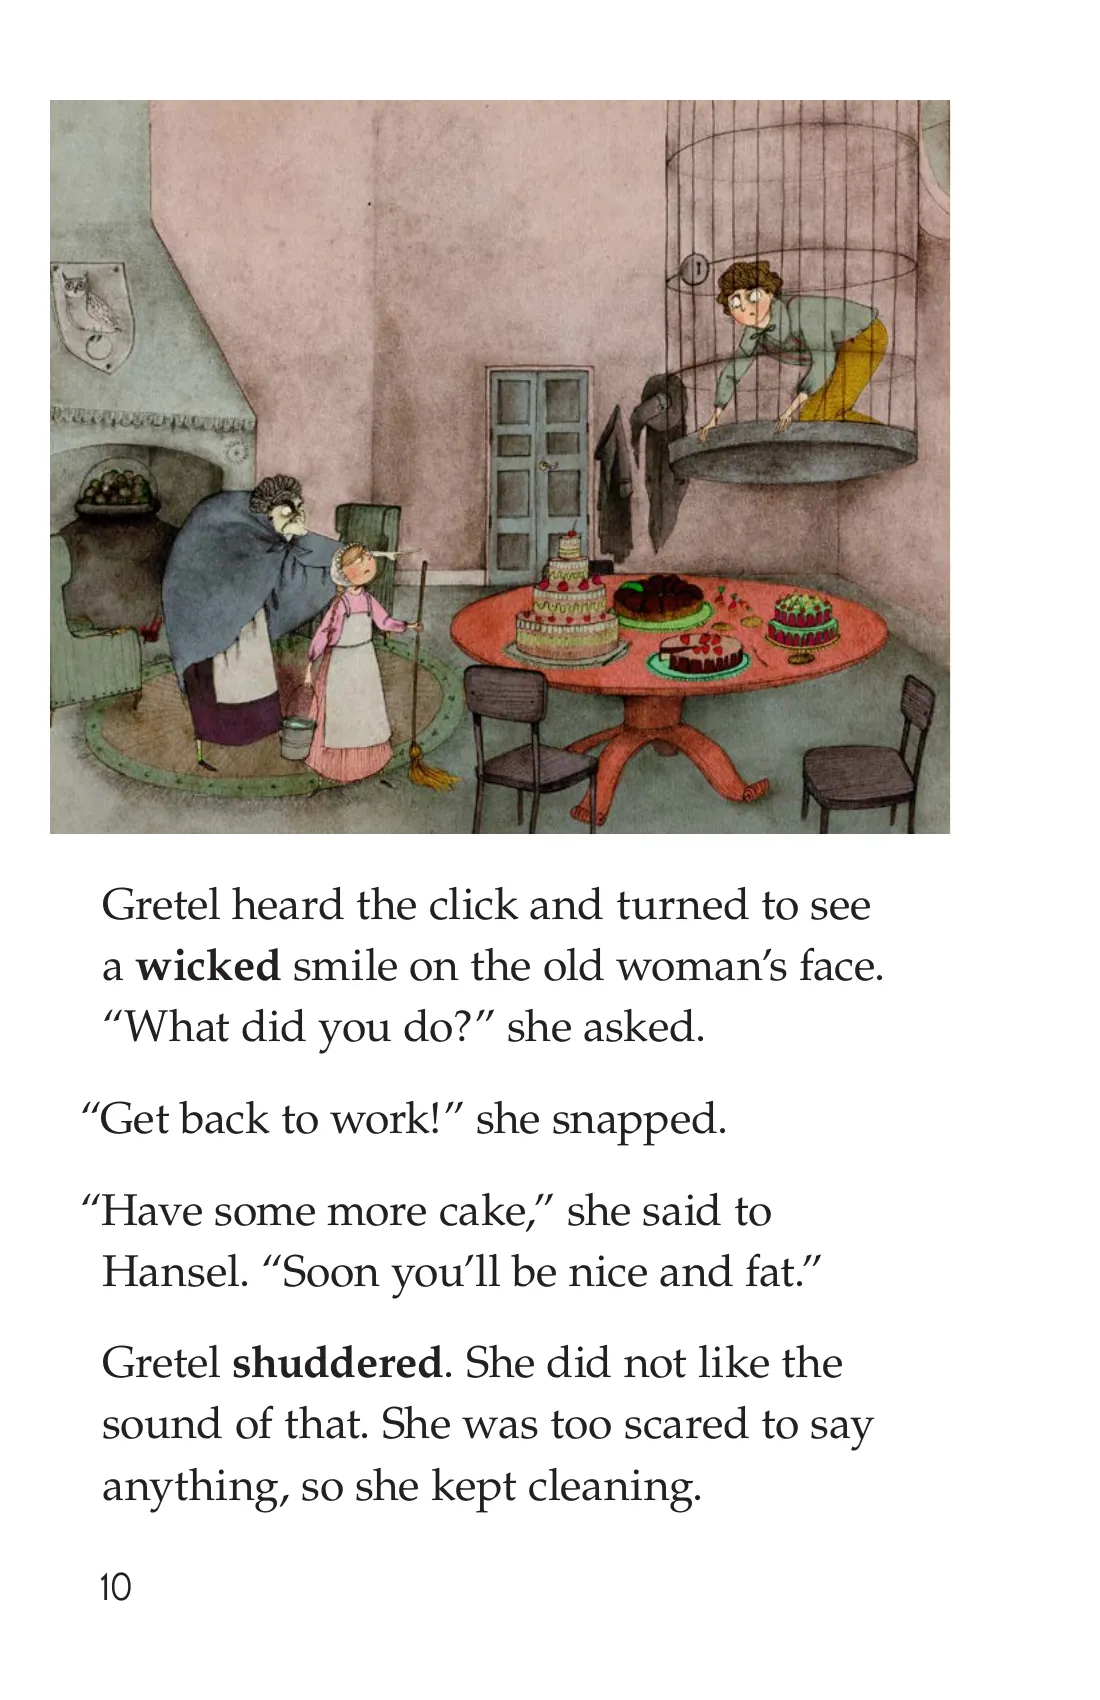 Gretel heard the click and turned to see
a wicked smile on the old woman’s face.
“What did you do?” she asked.
“Get back to work!” she snapped.
“Have some more cake,” she said to
Hansel. “Soon you’ll be nice and fat.”
Gretel shuddered. She did not like the
sound of that. She was too scared to say
anything, so she kept cleaning.
10